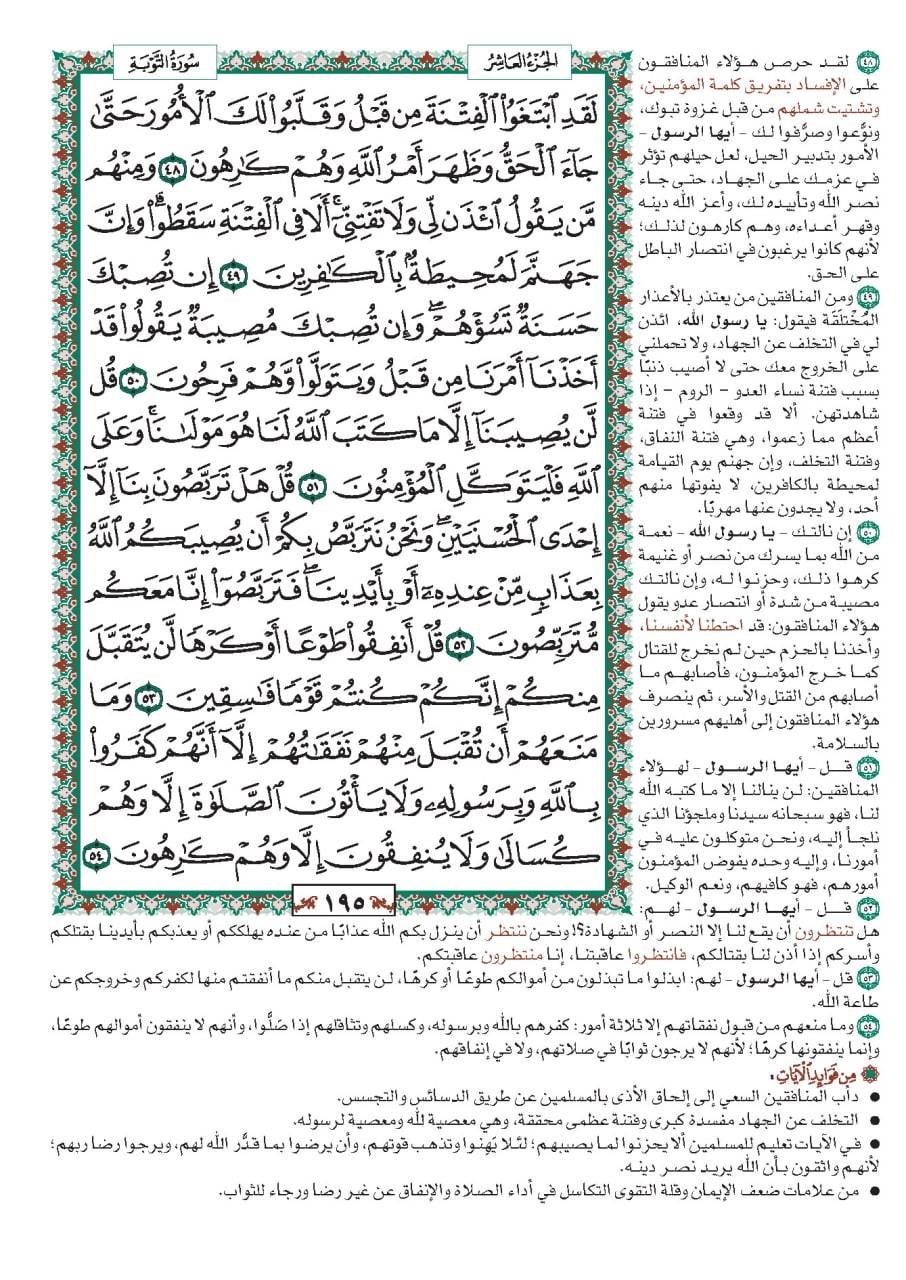 سُورَةُ التَّوْبَةِ
الجُزْءُ العَاشِرُ
لَقَدِ ٱبۡتَغَوُاْ ٱلۡفِتۡنَةَ مِن قَبۡلُ وَقَلَّبُواْ لَكَ ٱلۡأُمُورَ حَتَّىٰ
جَآءَ ٱلۡحَقُّ وَظَهَرَ أَمۡرُ ٱللَّهِ وَهُمۡ كَٰرِهُونَ ٤٨ وَمِنۡهُم
مَّن يَقُولُ ٱئۡذَن لِّي وَلَا تَفۡتِنِّيٓۚ أَلَا فِي ٱلۡفِتۡنَةِ سَقَطُواْۗ وَإِنَّ
جَهَنَّمَ لَمُحِيطَةُۢ بِٱلۡكَٰفِرِينَ ٤٩ إِن تُصِبۡكَ
حَسَنَةٞ تَسُؤۡهُمۡۖ وَإِن تُصِبۡكَ مُصِيبَةٞ يَقُولُواْ قَدۡ
أَخَذۡنَآ أَمۡرَنَا مِن قَبۡلُ وَيَتَوَلَّواْ وَّهُمۡ فَرِحُونَ ٥٠ قُل
لَّن يُصِيبَنَآ إِلَّا مَا كَتَبَ ٱللَّهُ لَنَا هُوَ مَوۡلَىٰنَاۚ وَعَلَى
ٱللَّهِ فَلۡيَتَوَكَّلِ ٱلۡمُؤۡمِنُونَ ٥١ قُلۡ هَلۡ تَرَبَّصُونَ بِنَآ إِلَّآ
إِحۡدَى ٱلۡحُسۡنَيَيۡنِۖ وَنَحۡنُ نَتَرَبَّصُ بِكُمۡ أَن يُصِيبَكُمُ ٱللَّهُ
بِعَذَابٖ مِّنۡ عِندِهِۦٓ أَوۡ بِأَيۡدِينَاۖ فَتَرَبَّصُوٓاْ إِنَّا مَعَكُم
مُّتَرَبِّصُونَ ٥٢ قُلۡ أَنفِقُواْ طَوۡعًا أَوۡ كَرۡهٗا لَّن يُتَقَبَّلَ
مِنكُمۡ إِنَّكُمۡ كُنتُمۡ قَوۡمٗا فَٰسِقِينَ ٥٣ وَمَا
مَنَعَهُمۡ أَن تُقۡبَلَ مِنۡهُمۡ نَفَقَٰتُهُمۡ إِلَّآ أَنَّهُمۡ كَفَرُواْ
بِٱللَّهِ وَبِرَسُولِهِۦ وَلَا يَأۡتُونَ ٱلصَّلَوٰةَ إِلَّا وَهُمۡ
كُسَالَىٰ وَلَا يُنفِقُونَ إِلَّا وَهُمۡ كَٰرِهُونَ ٥٤
١٩٥
٤٨ لقد حرص هؤلاء المنافقون
على الإفساد بتفريق كلمة المؤمنين،
وتشتيت شملهم من قبل غزوة تبوك،
ونوَّعوا وصرَّفوا لك - أيها الرسول -
الأمور بتدبير الحيل، لعل حيلهم تؤثر
في عزمك على الجهاد، حتى جاء
نصر الله وتأييده لك، وأعز الله دينه
وقهر أعداءه، وهم كارهون لذلك؛
لأنهم كانوا يرغبون في انتصار الباطل
على الحق.
٤٩ ومن المنافقين من يعتذر بالأعذار
المُخْتَلَقَة فيقول: يا رسول الله، ائذن
لي في التخلف عن الجهاد، ولا تحملني
على الخروج معك حتى لا أصيب ذنبًا
بسبب فتنة نساء العدو - الروم - إذا
شاهدتهن. ألا قد وقعوا في فتنة
أعظم مما زعموا، وهي فتنة النفاق،
وفتنة التخلف، وإن جهنم يوم القيامة
لمحيطة بالكافرين، لا يفوتها منهم
أحد، ولا يجدون عنها مهربًا.
٥٠ إن نالتك - يا رسول الله - نعمة
من الله بما يسرك من نصر أو غنيمة
كرهوا ذلك، وحزنوا له، وإن نالتك
مصيبة من شدة أو انتصار عدو يقول
هؤلاء المنافقون: قد احتطنا لأنفسنا،
وأخذنا بالحزم حين لم نخرج للقتال
كما خرج المؤمنون، فأصابهم ما
أصابهم من القتل والأسر، ثم ينصرف
هؤلاء المنافقون إلى أهليهم مسرورين
بالسلامة.
٥١ قل - أيها الرسول - لهؤلاء
المنافقين: لن ينالنا إلا ما كتبه الله
لنا، فهو سبحانه سيدنا وملجؤنا الذي
نلجأ إليه، ونحن متوكلون عليه في
أمورنا، وإليه وحده يفوض المؤمنون
أمورهم، فهو كافيهم، ونعم الوكيل.
٥٢ قل - أيها الرسول - لهم:
هل تنتظرون أن يقع لنا إلا النصر أو الشهادة؟! ونحن ننتظر أن ينزل بكم الله عذابًا من عنده يهلككم أو يعذبكم بأيدينا بقتلكم
وأسركم إذا أذن لنا بقتالكم، فانتظروا عاقبتنا، إنا منتظرون عاقبتكم.
٥٣ قل - أيها الرسول - لهم: ابذلوا ما تبذلون من أموالكم طوعًا أو كرهًا، لن يتقبل منكم ما أنفقتم منها لكفركم وخروجكم عن
طاعة الله.
٥٤ وما منعهم من قبول نفقاتهم إلا ثلاثة أمور: كفرهم بالله وبرسوله، وكسلهم وتثاقلهم إذا صَلَّوا، وأنهم لا ينفقون أموالهم طوعًا،
وإنما ينفقونها كرهًا؛ لأنهم لا يرجون ثوابًا في صلاتهم، ولا في إنفاقهم.
مِن فَوَائِدِ الآيَاتِ:
● دأب المنافقين السعي إلى إلحاق الأذى بالمسلمين عن طريق الدسائس والتجسس.
● التخلف عن الجهاد مفسدة كبرى وفتنة عظمى محققة، وهي معصية لله ومعصية لرسوله.
● في الآيات تعليم للمسلمين ألا يحزنوا لما يصيبهم؛ لئلا يَهِنوا وتذهب قوتهم، وأن يرضوا بما قدَّر الله لهم، ويرجوا رضا ربهم؛
لأنهم واثقون بأن الله يريد نصر دينه.
● من علامات ضعف الإيمان وقلة التقوى التكاسل في أداء الصلاة والإنفاق عن غير رضا ورجاء للثواب.